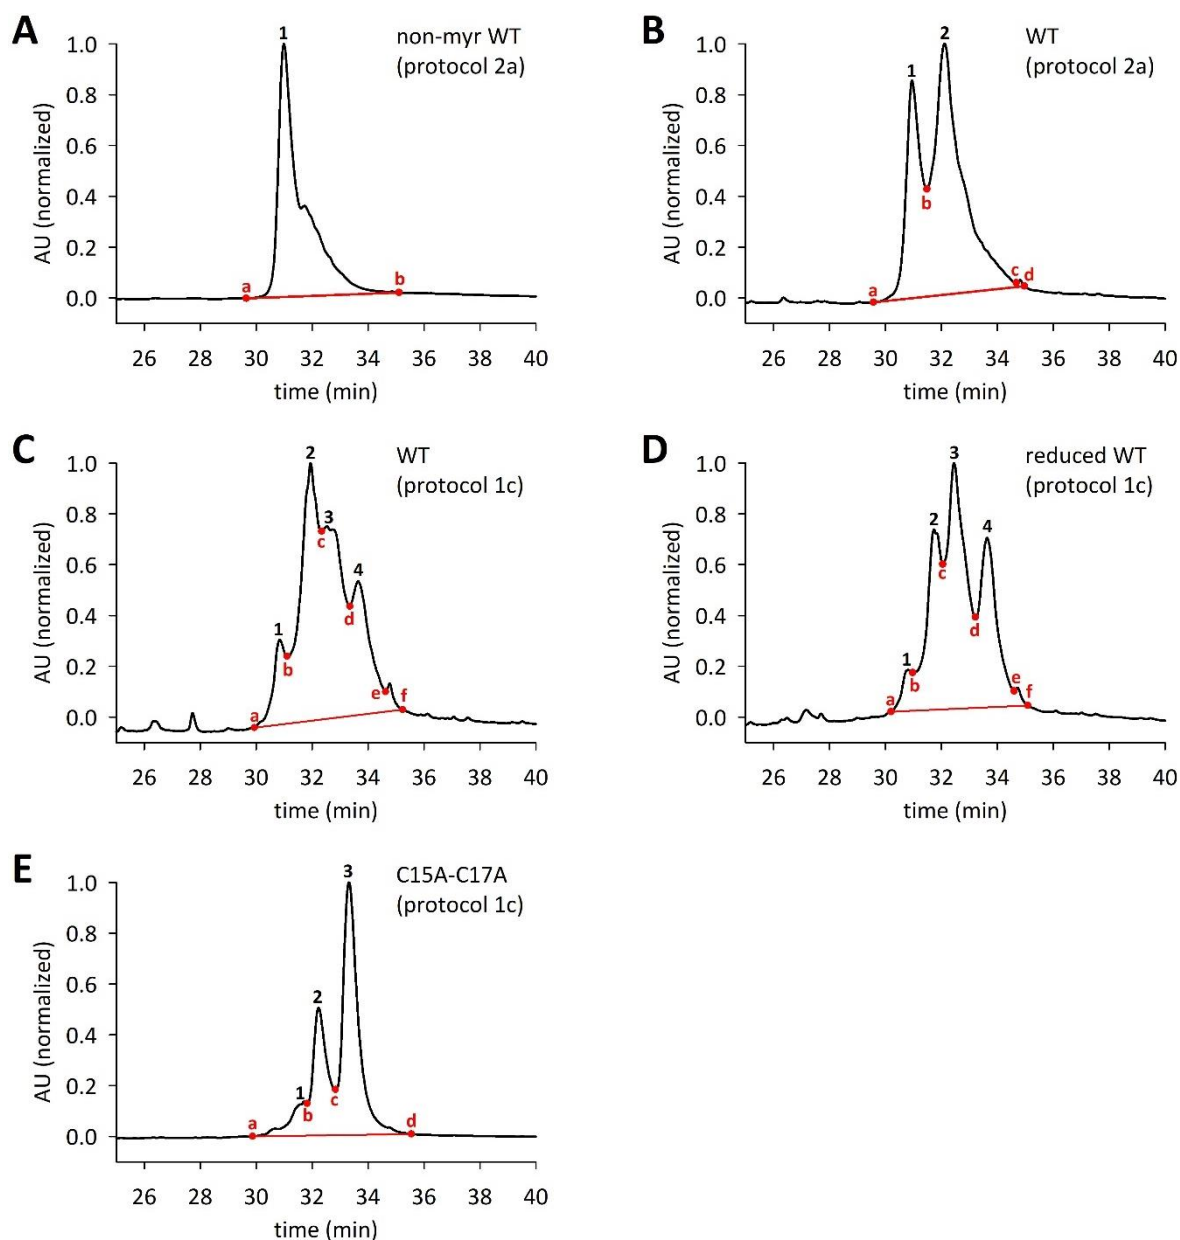 A
non-myr WT
(protocol 2a)
1
AU (normalized)
1.0
0.8
0.6
0.4
0.2
0.0
a
b
26 28 30 32 34 36 38 40
time (min)
B
WT
(protocol 2a)
1
2
AU (normalized)
1.0
0.8
0.6
0.4
0.2
0.0
a
b
c
d
26 28 30 32 34 36 38 40
time (min)
C
WT
(protocol 1c)
1
2
3
4
AU (normalized)
1.0
0.8
0.6
0.4
0.2
0.0
a
b
c
d
e
f
26 28 30 32 34 36 38 40
time (min)
D
reduced WT
(protocol 1c)
1
2
3
4
AU (normalized)
1.0
0.8
0.6
0.4
0.2
0.0
a
b
c
d
e
f
26 28 30 32 34 36 38 40
time (min)
E
C15A-C17A
(protocol 1c)
1
2
3
AU (normalized)
1.0
0.8
0.6
0.4
0.2
0.0
a
b
c
d
26 28 30 32 34 36 38 40
time (min)